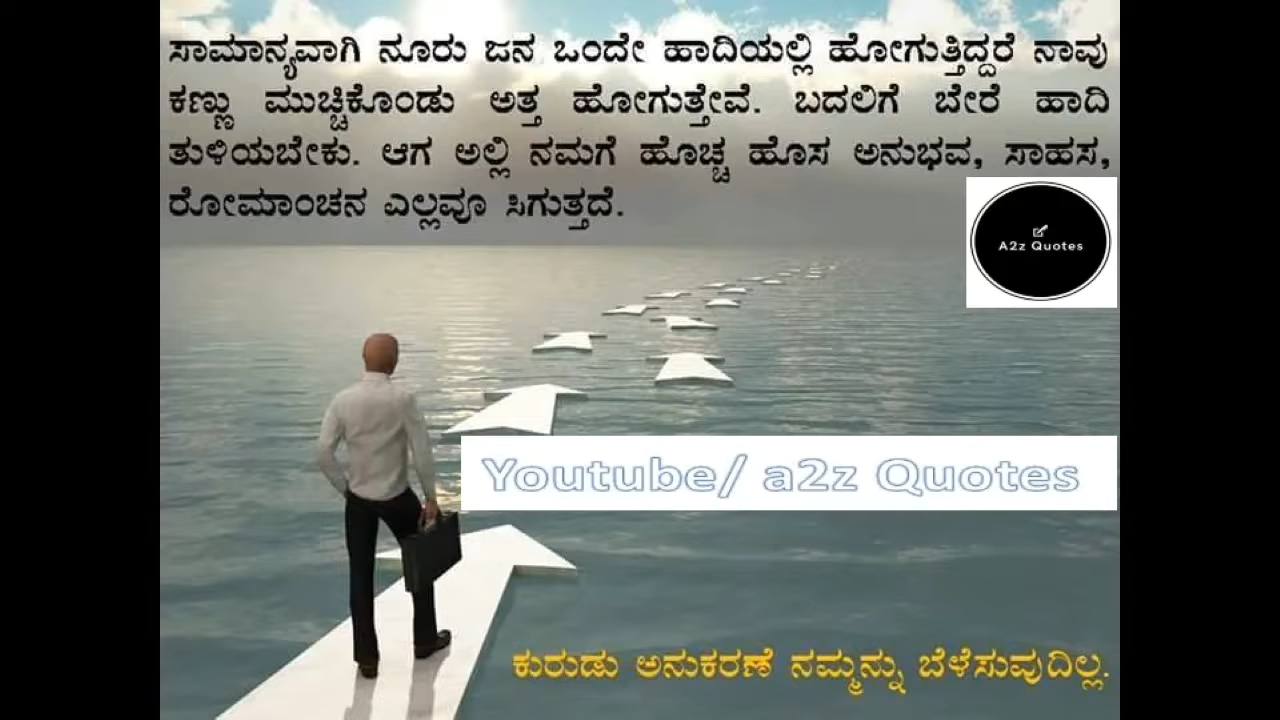 ಸಾಮಾನ್ಯವಾಗಿ ನೂರು ಜನ ಒಂದೇ ಹಾದಿಯಲ್ಲಿ ಹೋಗುತ್ತಿದ್ದರೆ ನಾವು
ಕಣ್ಣು ಮುಚ್ಚಿಕೊಂಡು ಅತ್ತ ಹೋಗುತ್ತೇವೆ. ಬದಲಿಗೆ ಬೇರೆ ಹಾದಿ
ತುಳಿಯಬೇಕು. ಆಗ ಅಲ್ಲಿ ನಮಗೆ ಹೊಚ್ಚ ಹೊಸ ಅನುಭವ, ಸಾಹಸ,
ರೋಮಾಂಚನ ಎಲ್ಲವೂ ಸಿಗುತ್ತದೆ.
A2z Quotes
Youtube/ a2z Quotes
ಕುರುಡು ಅನುಕರಣೆ ನಮ್ಮನ್ನು ಬೆಳೆಸುವುದಿಲ್ಲ.